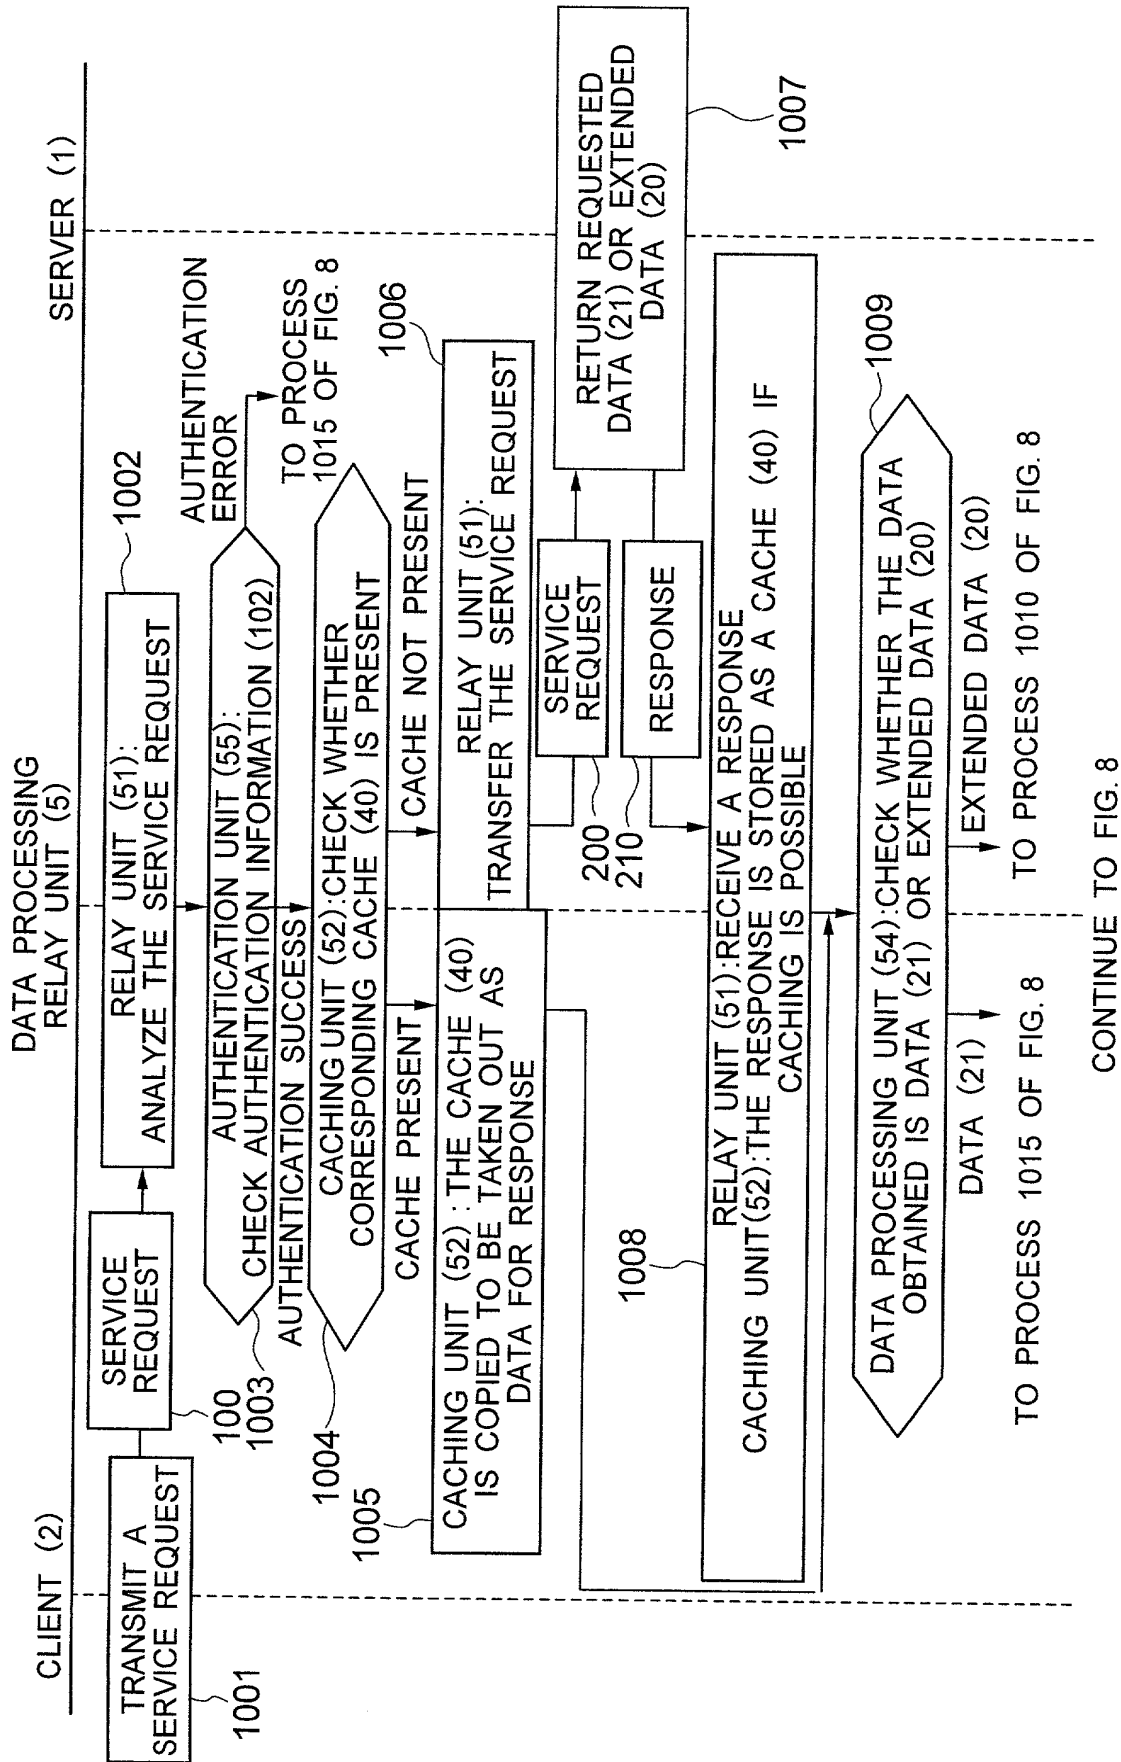 CLIENT (2)
DATA PROCESSING
RELAY UNIT (5)
SERVER (1)
TRANSMIT A
SERVICE REQUEST
1001
SERVICE
REQUEST
100
RELAY UNIT (51):
ANALYZE THE SERVICE REQUEST
1002
1003
AUTHENTICATION UNIT (55):
CHECK AUTHENTICATION INFORMATION (102)
AUTHENTICATION
ERROR
TO PROCESS
1015 OF FIG. 8
AUTHENTICATION SUCCESS
1004
CACHING UNIT (52):CHECK WHETHER
CORRESPONDING CACHE (40) IS PRESENT
CACHE PRESENT
CACHE NOT PRESENT
1005
CACHING UNIT (52) : THE CACHE (40)
IS COPIED TO BE TAKEN OUT AS
DATA FOR RESPONSE
1006
RELAY UNIT (51):
TRANSFER THE SERVICE REQUEST
200
SERVICE
REQUEST
210
RESPONSE
RETURN REQUESTED
DATA (21) OR EXTENDED
DATA (20)
1007
1008
RELAY UNIT (51):RECEIVE A RESPONSE
CACHING UNIT (52):THE RESPONSE IS STORED AS A CACHE (40) IF
CACHING IS POSSIBLE
1009
DATA PROCESSING UNIT (54):CHECK WHETHER THE DATA
OBTAINED IS DATA (21) OR EXTENDED DATA (20)
DATA (21)
EXTENDED DATA (20)
TO PROCESS 1015 OF FIG. 8
TO PROCESS 1010 OF FIG. 8
CONTINUE TO FIG. 8